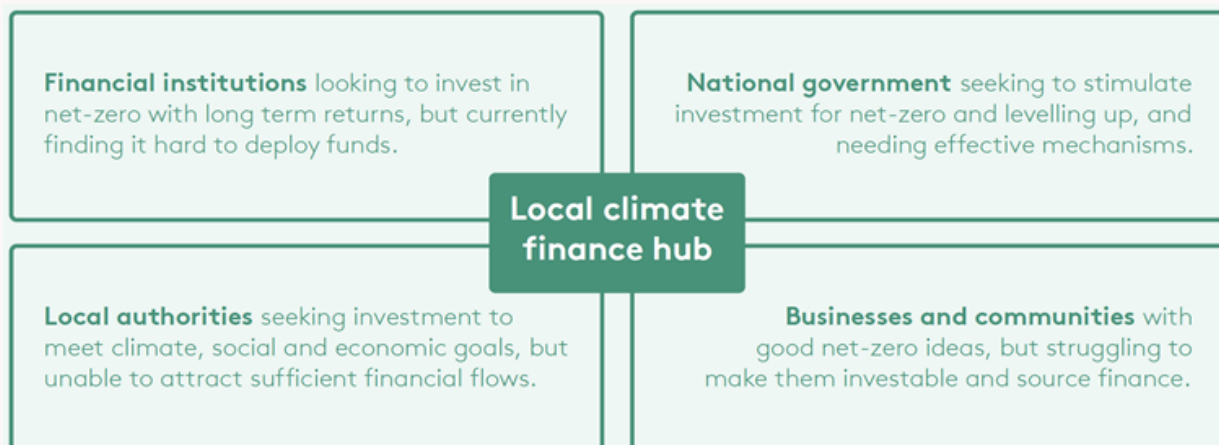 Financial institutions looking to invest in
net-zero with long term returns, but currently
finding it hard to deploy funds.
National government seeking to stimulate
investment for net-zero and levelling up, and
needing effective mechanisms.
Local climate
finance hub
Local authorities seeking investment to
meet climate, social and economic goals, but
unable to attract sufficient financial flows.
Businesses and communities with
good net-zero ideas, but struggling to
make them investable and source finance.